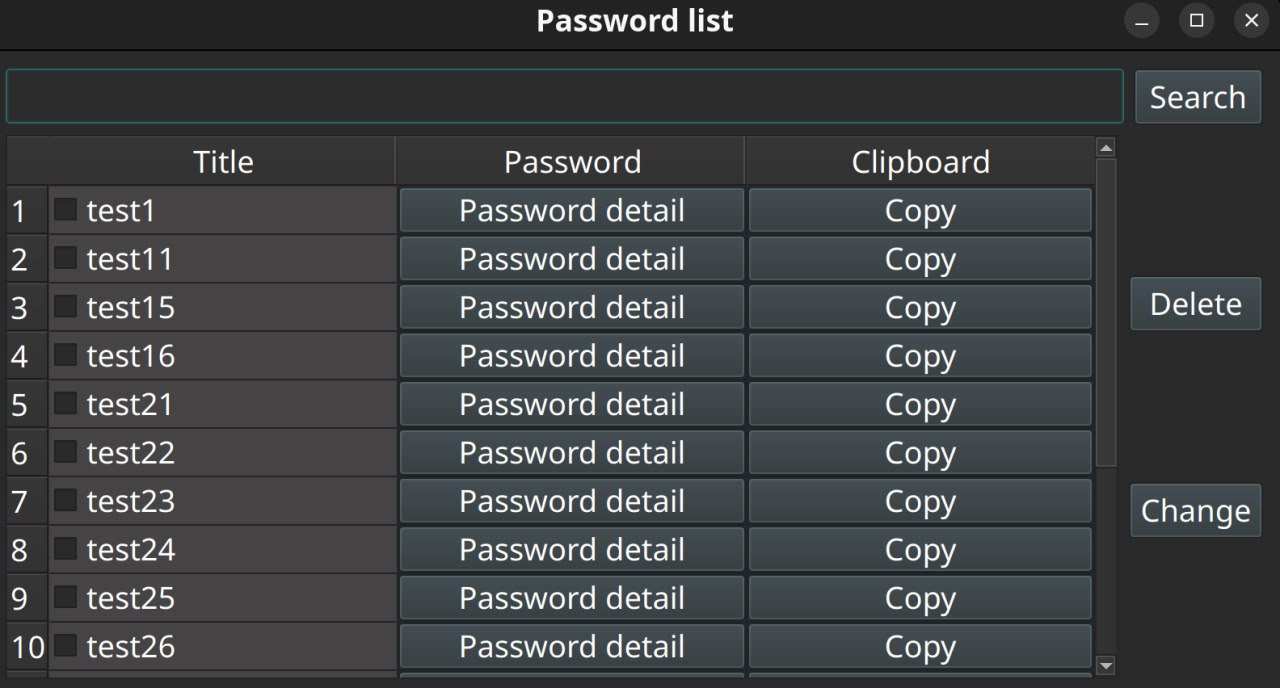 Password list
Search
Title Password Clipboard
1 test1 Password detail Copy
2 test11 Password detail Copy
3 test15 Password detail Copy
4 test16 Password detail Copy
5 test21 Password detail Copy
6 test22 Password detail Copy
7 test23 Password detail Copy
8 test24 Password detail Copy
9 test25 Password detail Copy
10 test26 Password detail Copy
Delete
Change